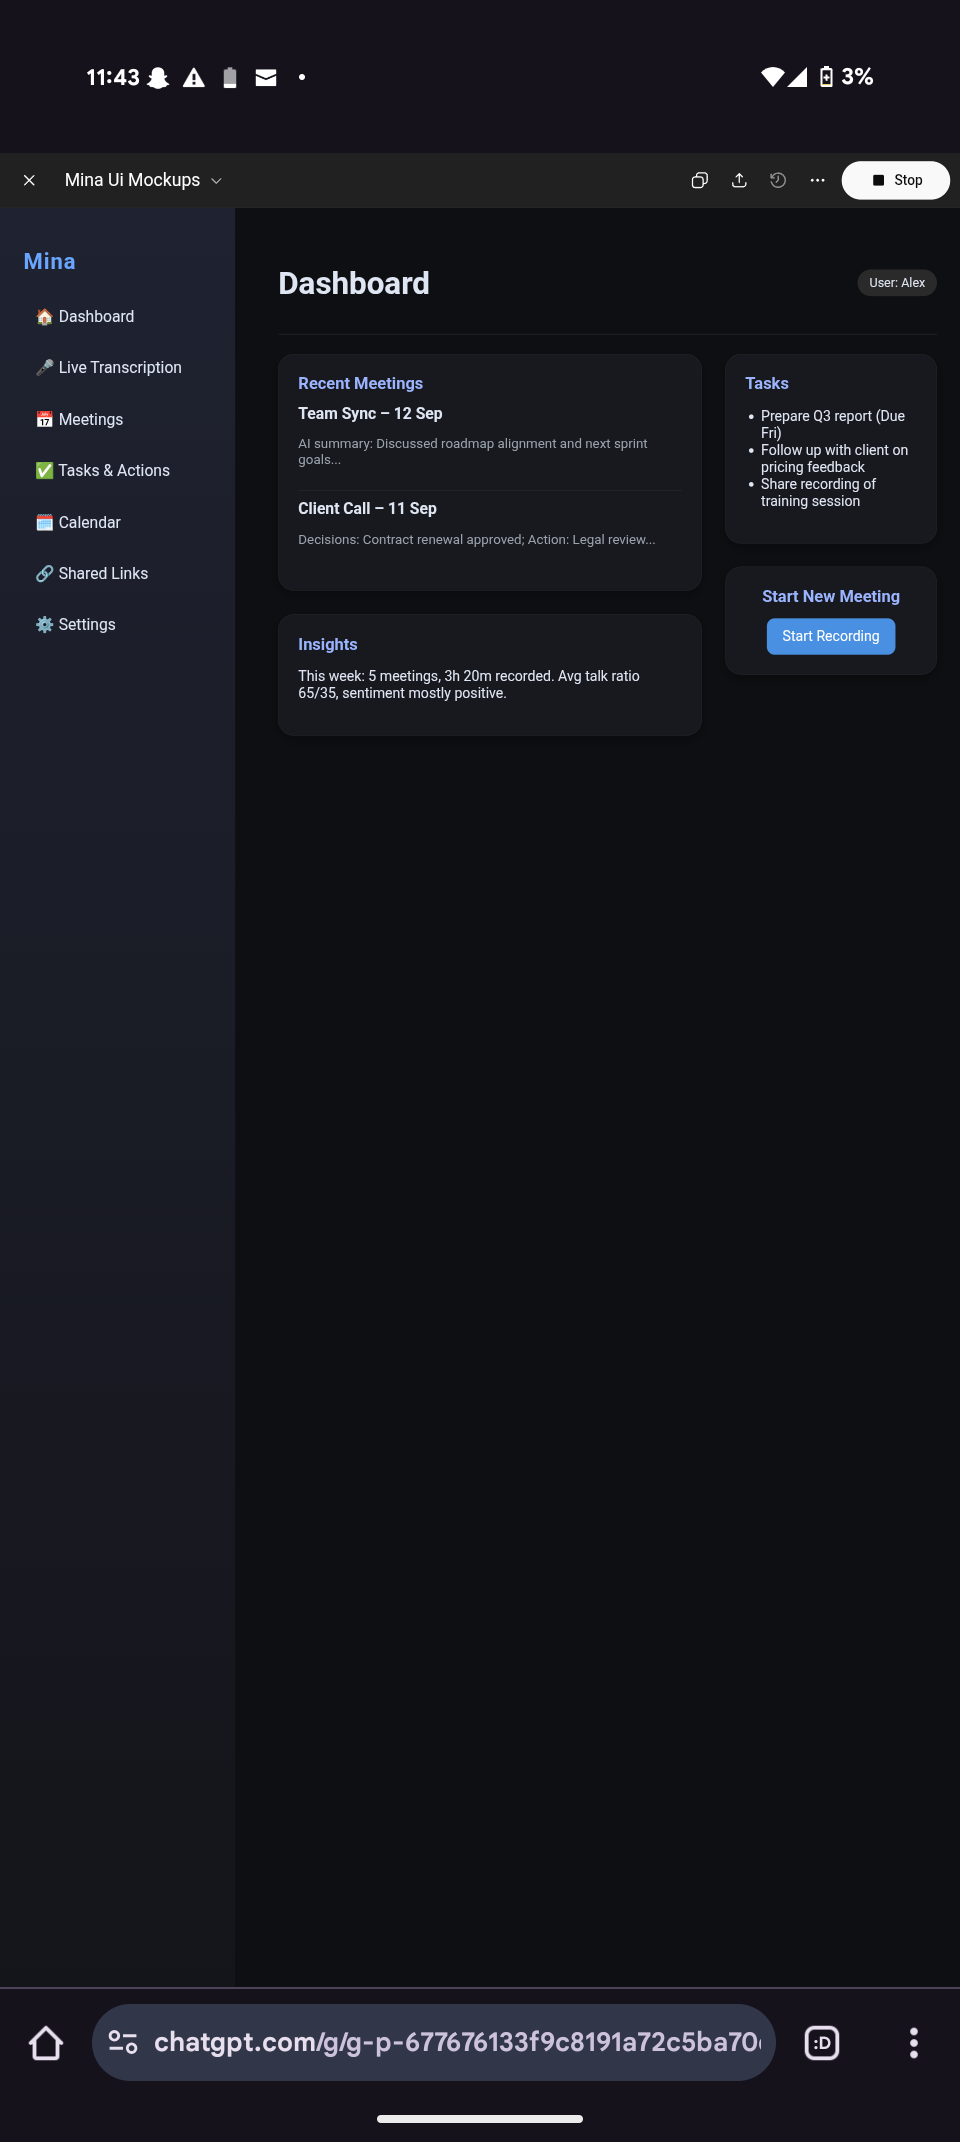 11:43
3%
Mina Ui Mockups
Stop
Mina
🏠 Dashboard
🎤 Live Transcription
📅 Meetings
✅ Tasks & Actions
🗓️ Calendar
🔗 Shared Links
⚙️ Settings
Dashboard
User: Alex
Recent Meetings
Team Sync – 12 Sep
AI summary: Discussed roadmap alignment and next sprint
goals...
Client Call – 11 Sep
Decisions: Contract renewal approved; Action: Legal review...
Insights
This week: 5 meetings, 3h 20m recorded. Avg talk ratio
65/35, sentiment mostly positive.
Tasks
• Prepare Q3 report (Due
Fri)
• Follow up with client on
pricing feedback
• Share recording of
training session
Start New Meeting
Start Recording
chatgpt.com/g/g-p-677676133f9c8191a72c5ba70
:D